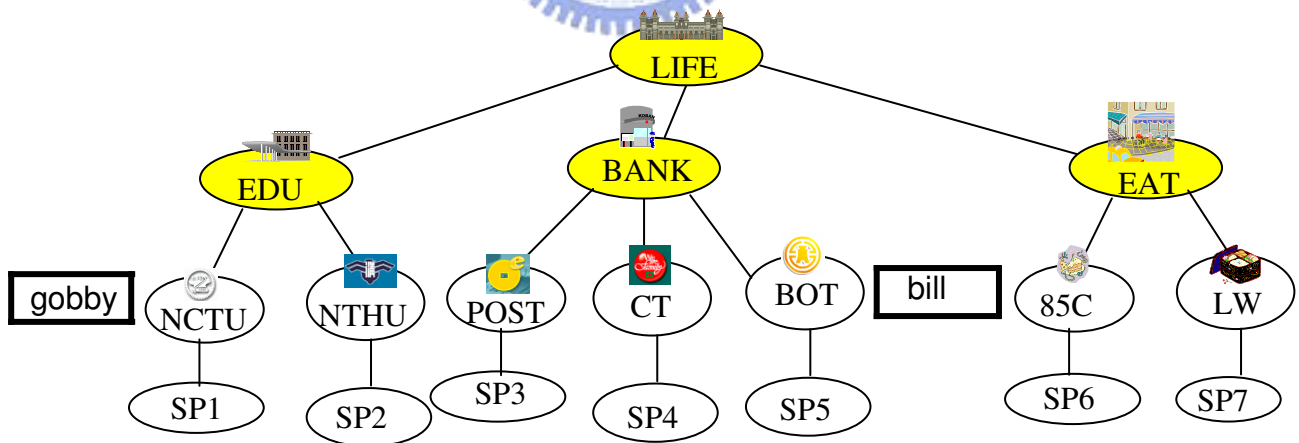 LIFE
EDU
BANK
EAT
gobby
NCTU
NTHU
POST
CT
BOT
bill
85C
LW
SP1
SP2
SP3
SP4
SP5
SP6
SP7